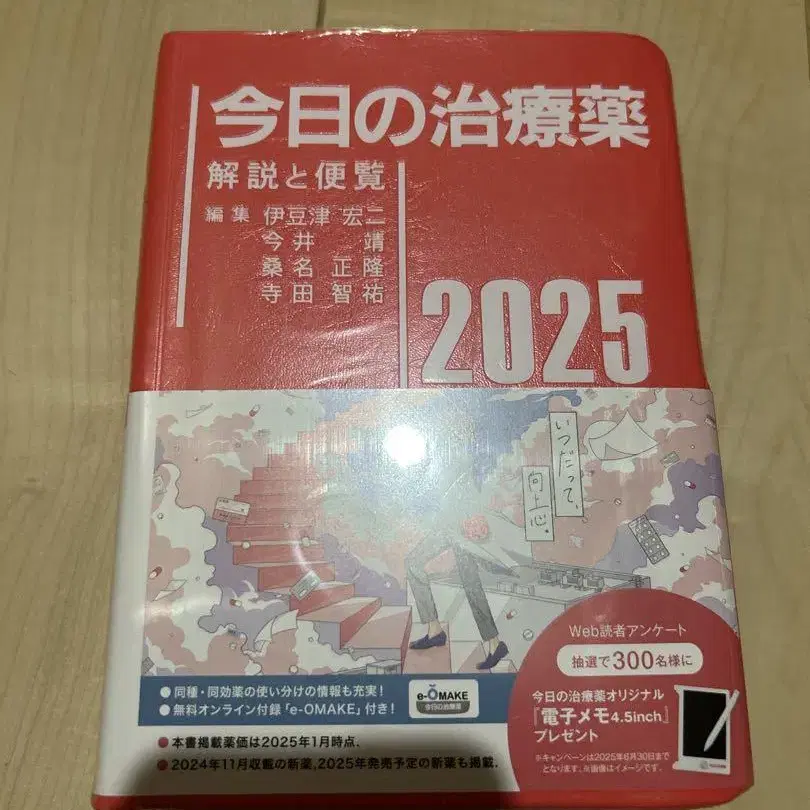 今日の治療薬
解説と便覧
編集 伊豆津 宏二
今井 靖
桑名 正隆
寺田 智祐
2025
いつだって、
向上心。
Web読者アンケート
抽選で300名様に
今日の治療薬オリジナル
『電子メモ4.5inch』
プレゼント
※キャンペーンは2025年6月30日まで
となります。※画像はイメージです。
●同種・同効薬の使い分けの情報も充実!
●無料オンライン付録「e-OMAKE」付き!
e-OMAKE
今日の治療薬
●本書掲載薬価は2025年1月時点.
●2024年11月収載の新薬,2025年発売予定の新薬も掲載.